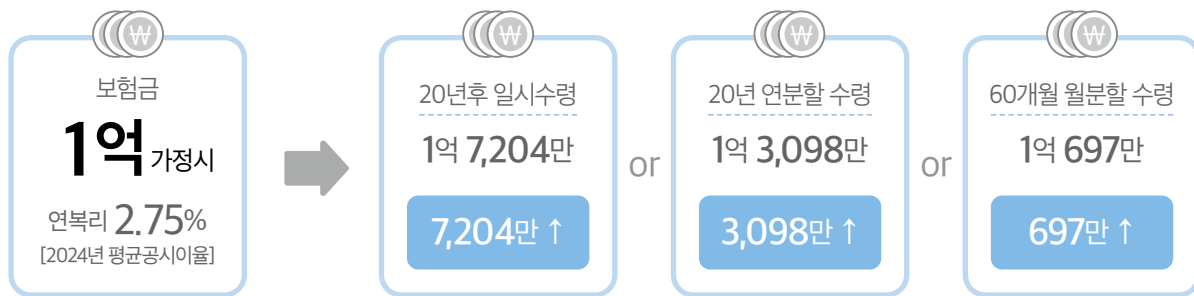 보험금
1억 가정시
연복리 2.75%
[2024년 평균공시이율]
20년후 일시수령
1억 7,204만
7,204만 ↑
or
20년 연분할 수령
1억 3,098만
3,098만 ↑
or
60개월 월분할 수령
1억 697만
697만 ↑